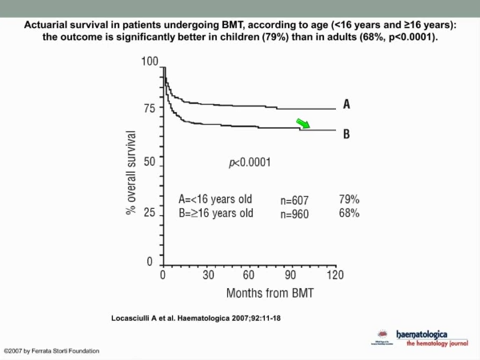 Actuarial survival in patients undergoing BMT, according to age (<16 years and ≥16 years):
the outcome is significantly better in children (79%) than in adults (68%, p<0.0001).
100
75
50
25
0
% overall survival
A
B
p<0.0001
A=<16 years old n=607 79%
B=≥16 years old n=960 68%
0 30 60 90 120
Months from BMT
Locasciulli A et al. Haematologica 2007;92:11-18
©2007 by Ferrata Storti Foundation
haematologica
the hematology journal